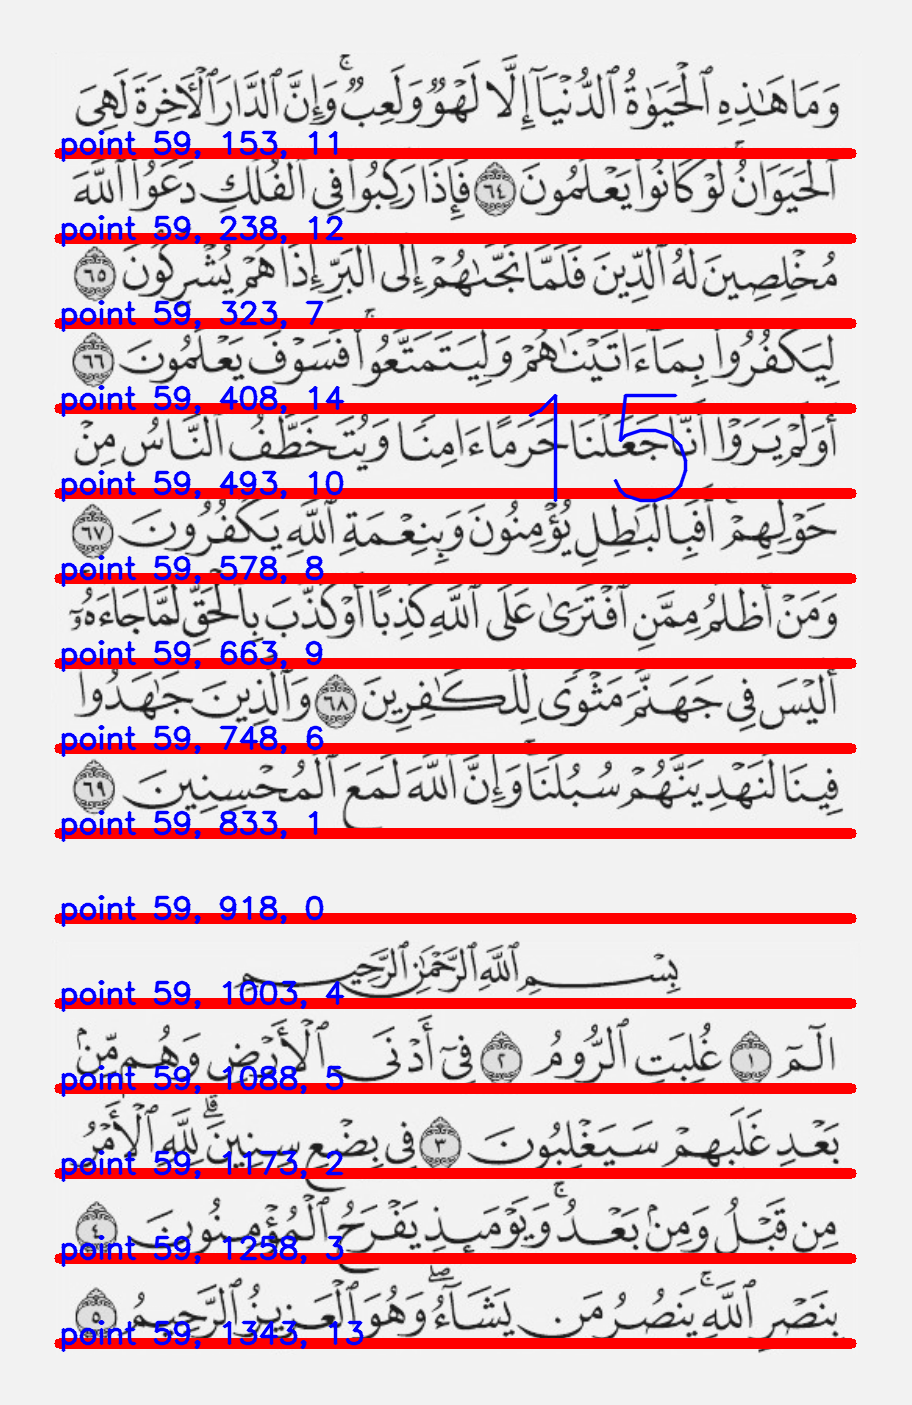 وَمَا هَـٰذِهِ ٱلْحَيَوٰةُ ٱلدُّنْيَآ إِلَّا لَهْوٌ وَلَعِبٌ ۚ وَإِنَّ ٱلدَّارَ ٱلْـَٔاخِرَةَ لَهِىَ
point 59, 153, 11
ٱلْحَيَوَانُ ۚ لَوْ كَانُوا۟ يَعْلَمُونَ ٦٤ فَإِذَا رَكِبُوا۟ فِى ٱلْفُلْكِ دَعَوُا۟ ٱللَّهَ
point 59, 238, 12
مُخْلِصِينَ لَهُ ٱلدِّينَ فَلَمَّا نَجَّىٰهُمْ إِلَى ٱلْبَرِّ إِذَا هُمْ يُشْرِكُونَ ٦٥
point 59, 323, 7
لِيَكْفُرُوا۟ بِمَآ ءَاتَيْنَـٰهُمْ وَلِيَتَمَتَّعُوا۟ ۖ فَسَوْفَ يَعْلَمُونَ ٦٦
point 59, 408, 14
أَوَلَمْ يَرَوْا۟ أَنَّا جَعَلْنَا حَرَمًا ءَامِنًا وَيُتَخَطَّفُ ٱلنَّاسُ مِنْ
15
point 59, 493, 10
حَوْلِهِمْ ۚ أَفَبِٱلْبَـٰطِلِ يُؤْمِنُونَ وَبِنِعْمَةِ ٱللَّهِ يَكْفُرُونَ ٦٧
point 59, 578, 8
وَمَنْ أَظْلَمُ مِمَّنِ ٱفْتَرَىٰ عَلَى ٱللَّهِ كَذِبًا أَوْ كَذَّبَ بِٱلْحَقِّ لَمَّا جَآءَهُۥٓ ۚ
point 59, 663, 9
أَلَيْسَ فِى جَهَنَّمَ مَثْوًى لِّلْكَـٰفِرِينَ ٦٨ وَٱلَّذِينَ جَـٰهَدُوا۟
point 59, 748, 6
فِينَا لَنَهْدِيَنَّهُمْ سُبُلَنَا ۚ وَإِنَّ ٱللَّهَ لَمَعَ ٱلْمُحْسِنِينَ ٦٩
point 59, 833, 1
point 59, 918, 0
بِسْمِ ٱللَّهِ ٱلرَّحْمَـٰنِ ٱلرَّحِيمِ
point 59, 1003, 4
الٓمٓ ١ غُلِبَتِ ٱلرُّومُ ٢ فِىٓ أَدْنَى ٱلْأَرْضِ وَهُم مِّنۢ
point 59, 1088, 5
بَعْدِ غَلَبِهِمْ سَيَغْلِبُونَ ٣ فِى بِضْعِ سِنِينَ ۗ لِلَّهِ ٱلْأَمْرُ
point 59, 1173, 2
مِن قَبْلُ وَمِنۢ بَعْدُ ۚ وَيَوْمَئِذٍ يَفْرَحُ ٱلْمُؤْمِنُونَ ٤
point 59, 1258, 3
بِنَصْرِ ٱللَّهِ ۚ يَنصُرُ مَن يَشَآءُ ۖ وَهُوَ ٱلْعَزِيزُ ٱلرَّحِيمُ ٥
point 59, 1343, 13